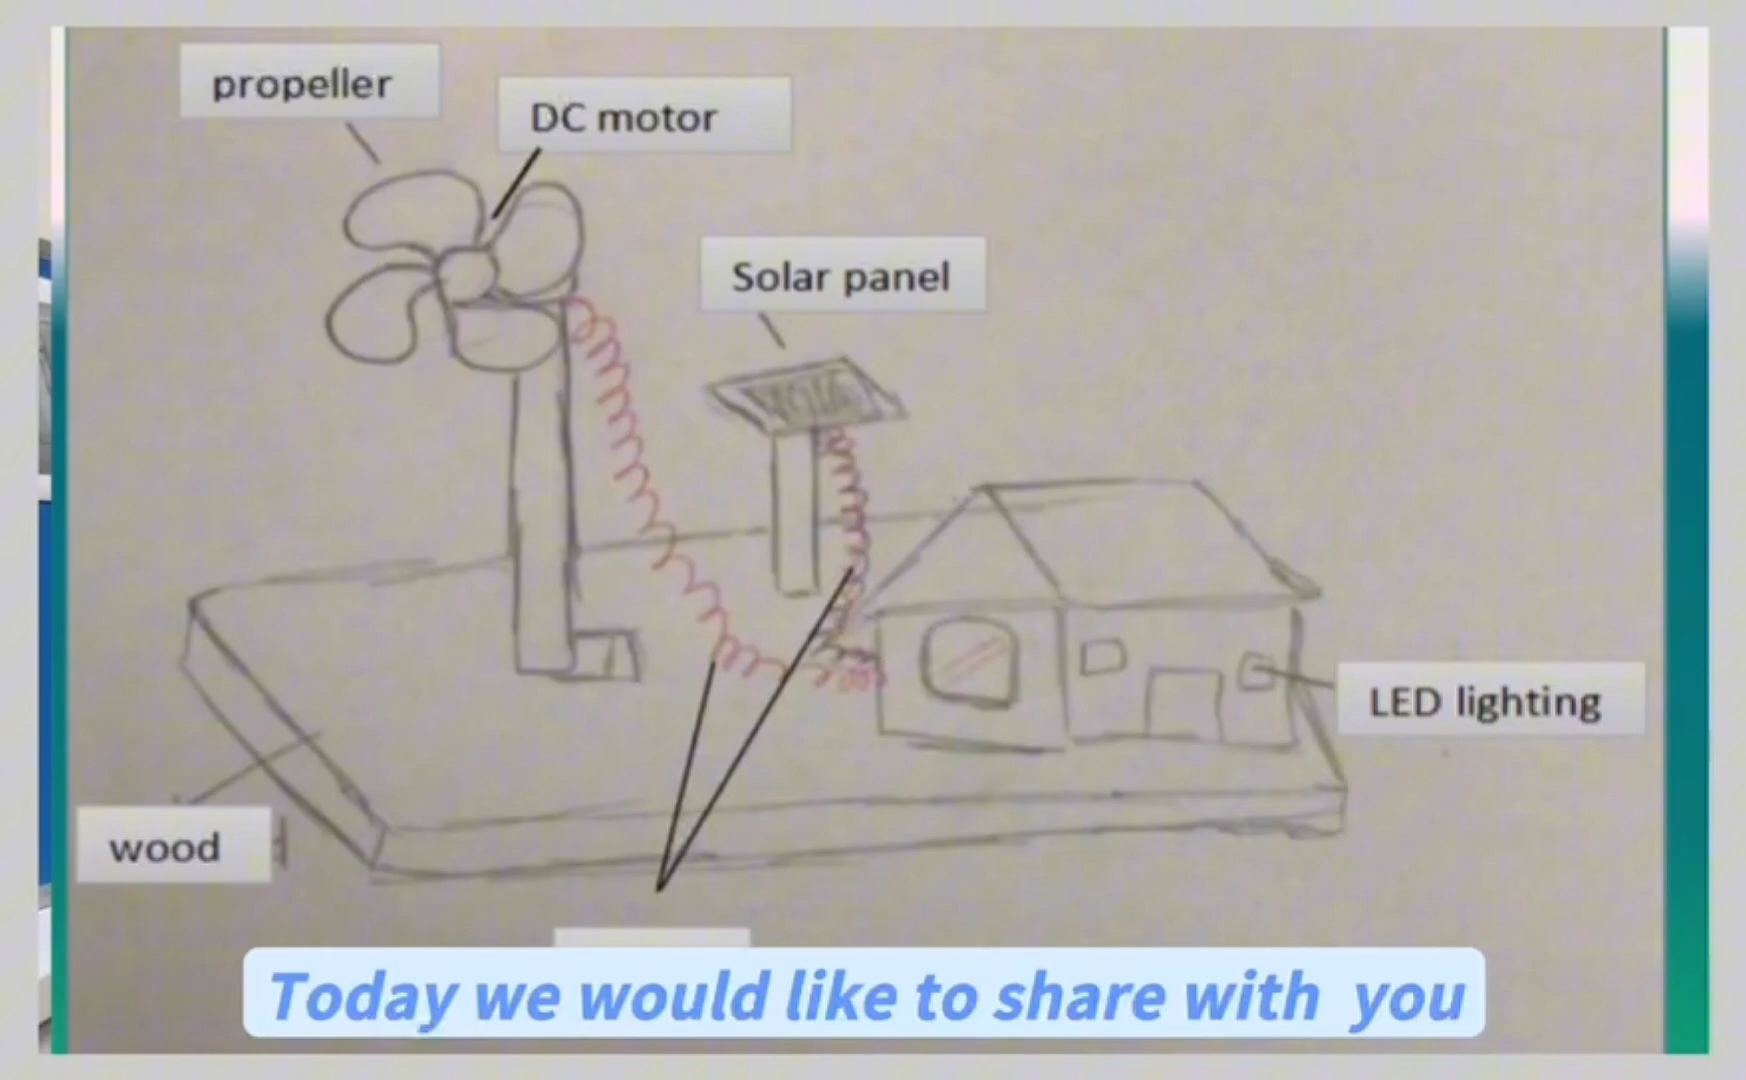 propeller
DC motor
Solar panel
LED lighting
wood
Today we would like to share with you